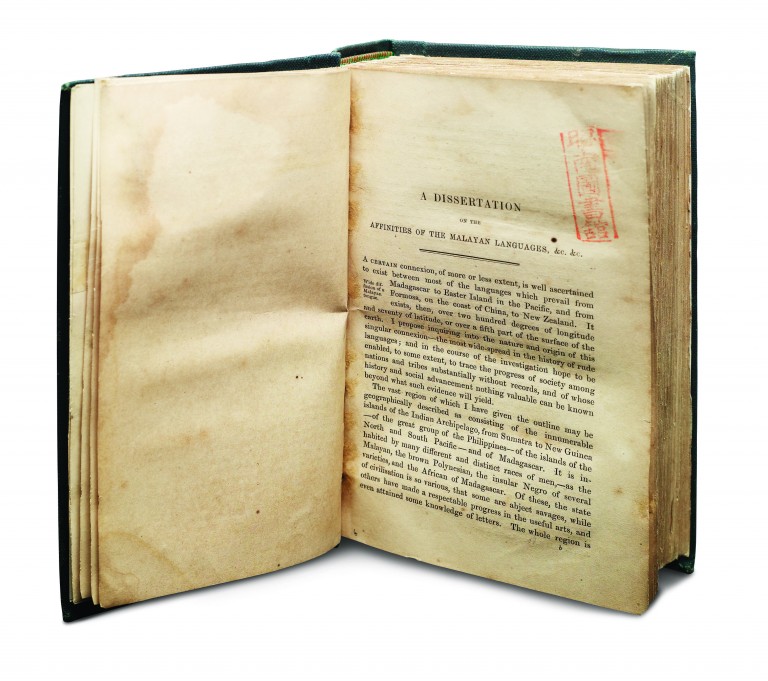 昭南圖書館
A DISSERTATION
ON THE
AFFINITIES OF THE MALAYAN LANGUAGES, &c. &c.
A CERTAIN connexion, of more or less extent, is well ascertained
to exist between most of the languages which prevail from
Wide dif-
fusion of a
Malayan
tongue.
Madagascar to Easter Island in the Pacific, and from
Formosa, on the coast of China, to New Zealand. It
exists, then, over two hundred degrees of longitude
and seventy of latitude, or over a fifth part of the surface of the
earth. I propose inquiring into the nature and origin of this
singular connexion—the most wide-spread in the history of rude
languages; and in the course of the investigation hope to be
enabled, to some extent, to trace the progress of society among
nations and tribes substantially without records, and of whose
history and social advancement nothing valuable can be known
beyond what such evidence will yield.
The vast region of which I have given the outline may be
geographically described as consisting of the innumerable
islands of the Indian Archipelago, from Sumatra to New Guinea
—of the great group of the Philippines—of the islands of the
North and South Pacific—and of Madagascar. It is in-
habited by many different and distinct races of men,—as the
Malayan, the brown Polynesian, the insular Negro of several
varieties, and the African of Madagascar. Of these, the state
of civilisation is so various, that some are abject savages, while
others have made a respectable progress in the useful arts, and
even attained some knowledge of letters. The whole region is
b